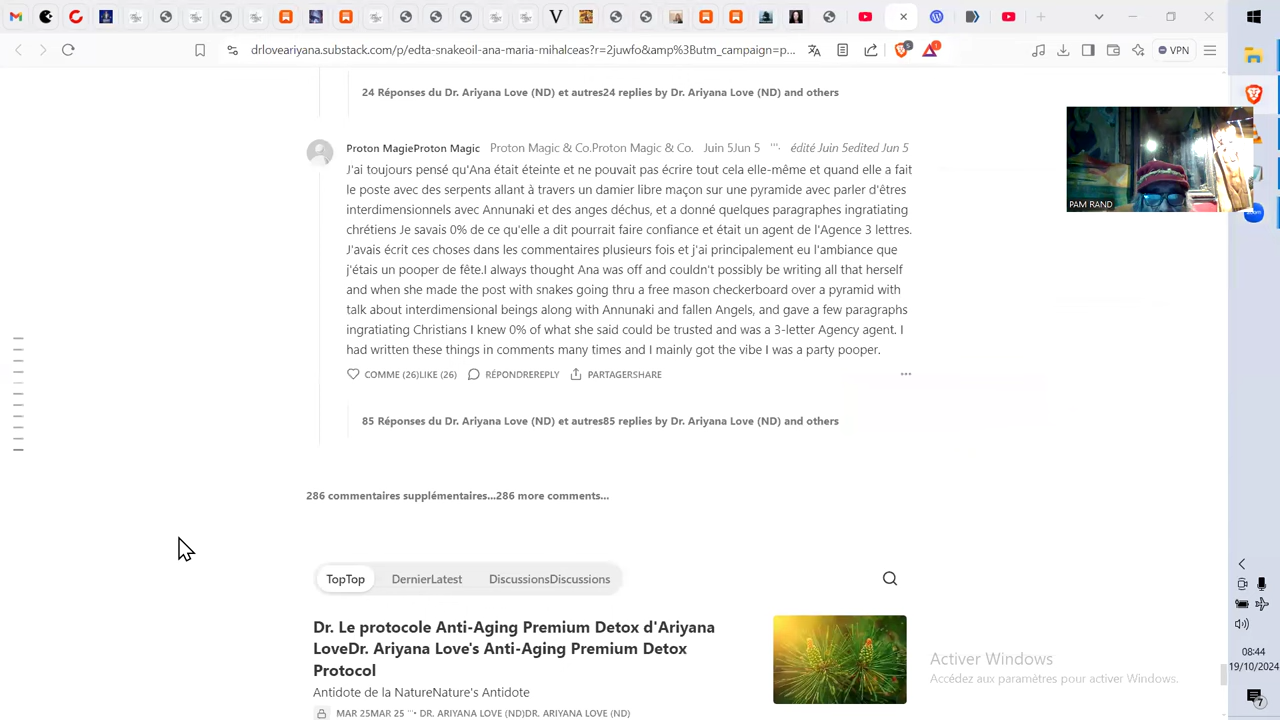 drloveariyana.substack.com/p/edta-snakeoil-ana-maria-mihalceas?r=2juwfo&amp%3Butm_campaign=p...
VPN
24 Réponses du Dr. Ariyana Love (ND) et autres24 replies by Dr. Ariyana Love (ND) and others
Proton MagieProton Magic Proton Magic & Co.Proton Magic & Co. Juin 5Jun 5 édité Juin 5edited Jun 5
J'ai toujours pensé qu'Ana était éteinte et ne pouvait pas écrire tout cela elle-même et quand elle a fait
le poste avec des serpents allant à travers un damier libre maçon sur une pyramide avec parler d'êtres
interdimensionnels avec Annunaki et des anges déchus, et a donné quelques paragraphes ingratiating
chrétiens Je savais 0% de ce qu'elle a dit pourrait faire confiance et était un agent de l'Agence 3 lettres.
J'avais écrit ces choses dans les commentaires plusieurs fois et j'ai principalement eu l'ambiance que
j'étais un pooper de fête.I always thought Ana was off and couldn't possibly be writing all that herself
and when she made the post with snakes going thru a free mason checkerboard over a pyramid with
talk about interdimensional beings along with Annunaki and fallen Angels, and gave a few paragraphs
ingratiating Christians I knew 0% of what she said could be trusted and was a 3-letter Agency agent. I
had written these things in comments many times and I mainly got the vibe I was a party pooper.
COMME (26)LIKE (26) RÉPONDREREPLY PARTAGERSHARE
85 Réponses du Dr. Ariyana Love (ND) et autres85 replies by Dr. Ariyana Love (ND) and others
286 commentaires supplémentaires...286 more comments...
TopTop DernierLatest DiscussionsDiscussions
Dr. Le protocole Anti-Aging Premium Detox d'Ariyana
LoveDr. Ariyana Love's Anti-Aging Premium Detox
Protocol
Antidote de la NatureNature's Antidote
MAR 25MAR 25 • DR. ARIYANA LOVE (ND)DR. ARIYANA LOVE (ND)
PAM RAND
zoom
Activer Windows
Accédez aux paramètres pour activer Windows.
08:44
19/10/2024
7